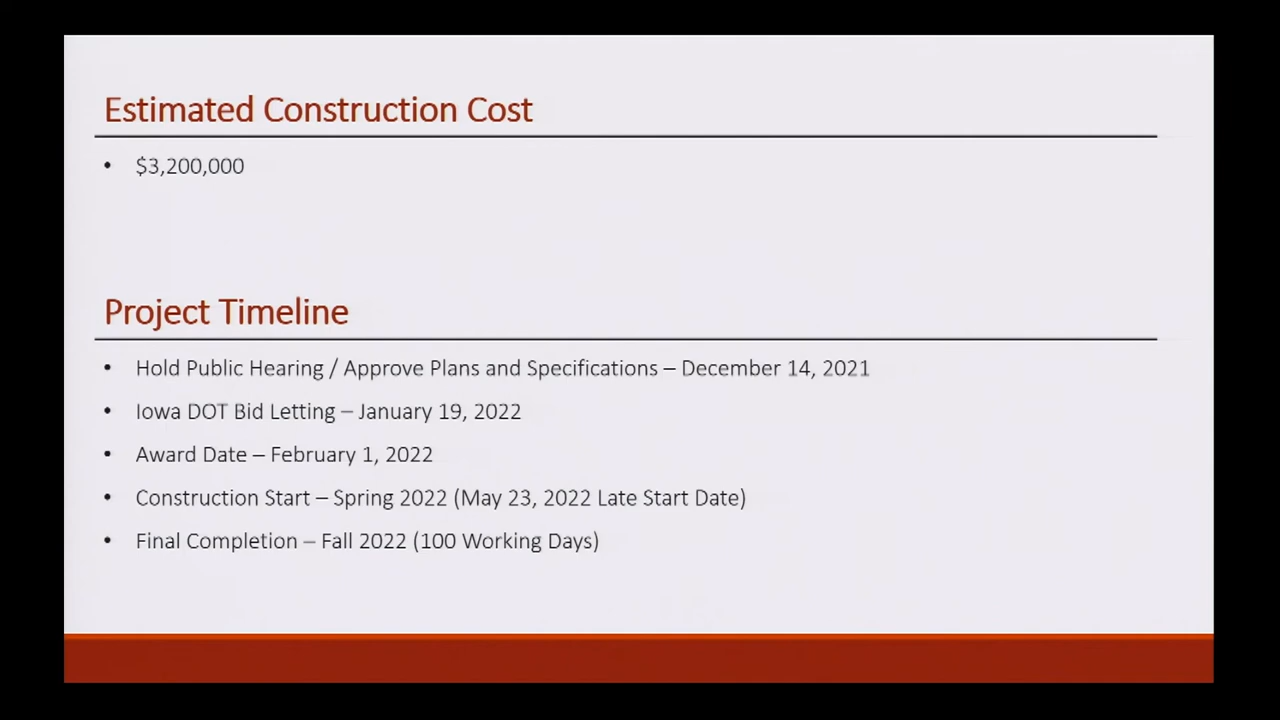 Estimated Construction Cost
• $3,200,000
Project Timeline
• Hold Public Hearing / Approve Plans and Specifications – December 14, 2021
• Iowa DOT Bid Letting – January 19, 2022
• Award Date – February 1, 2022
• Construction Start – Spring 2022 (May 23, 2022 Late Start Date)
• Final Completion – Fall 2022 (100 Working Days)